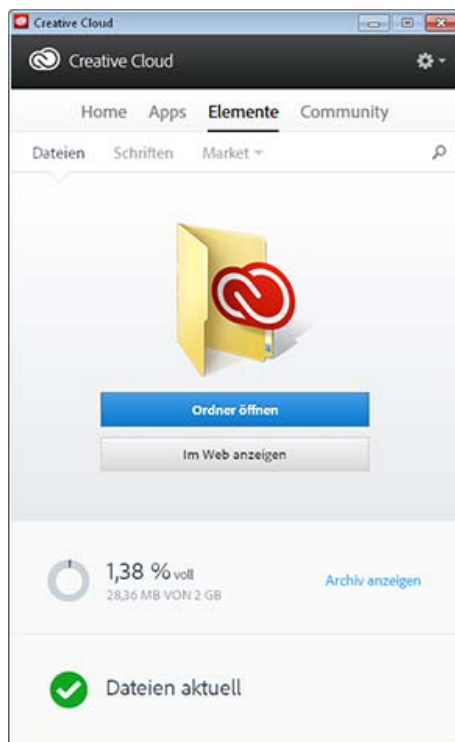 Creative Cloud
Creative Cloud
Home Apps Elemente Community
Dateien Schriften Market
Ordner öffnen
Im Web anzeigen
1,38 % voll
Archiv anzeigen
28,36 MB VON 2 GB
Dateien aktuell